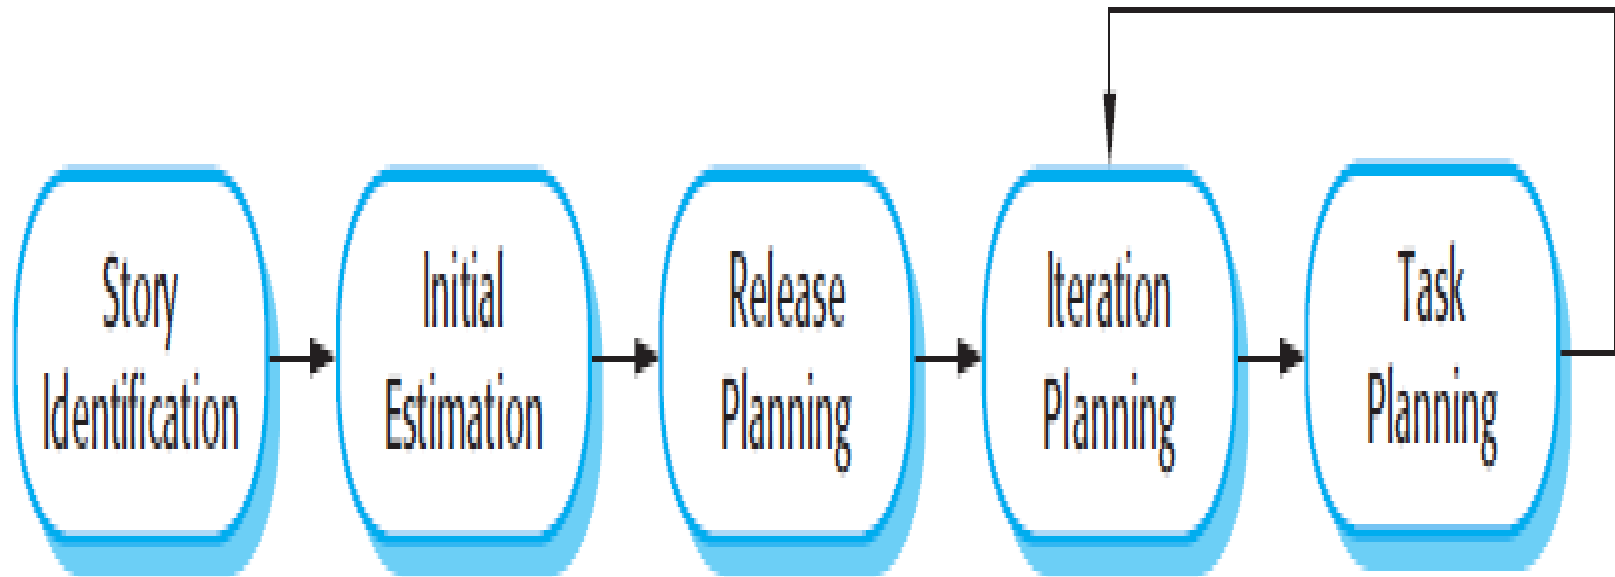 Story
Identification
Initial
Estimation
Release
Planning
Iteration
Planning
Task
Planning